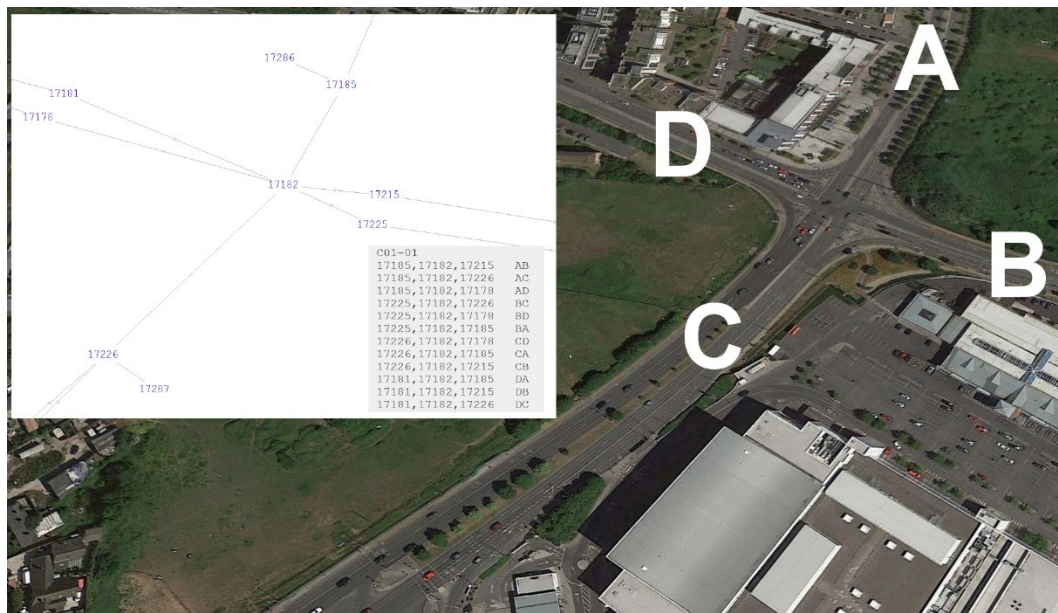 17286
17185
17181
17178
17182
17215
17225
17226
17287
C01-01
17185,17182,17215 AB
17185,17182,17226 AC
17185,17182,17178 AD
17225,17182,17226 BC
17225,17182,17178 BD
17225,17182,17185 BA
17226,17182,17178 CD
17226,17182,17185 CA
17226,17182,17215 CB
17181,17182,17185 DA
17181,17182,17215 DB
17181,17182,17226 DC
A
D
B
C